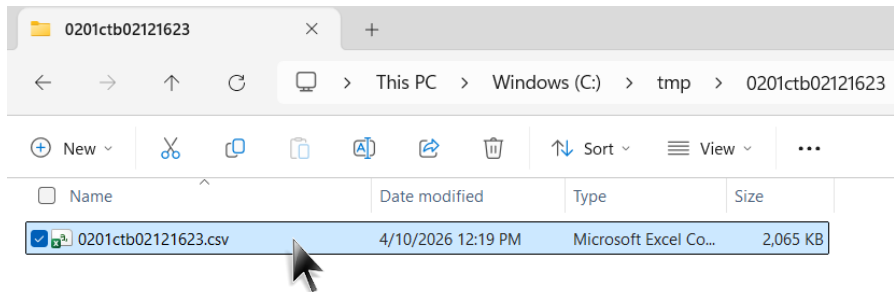 0201ctb02121623
This PC > Windows (C:) > tmp > 0201ctb02121623
New Sort View ...
Name Date modified Type Size
0201ctb02121623.csv 4/10/2026 12:19 PM Microsoft Excel Co... 2,065 KB